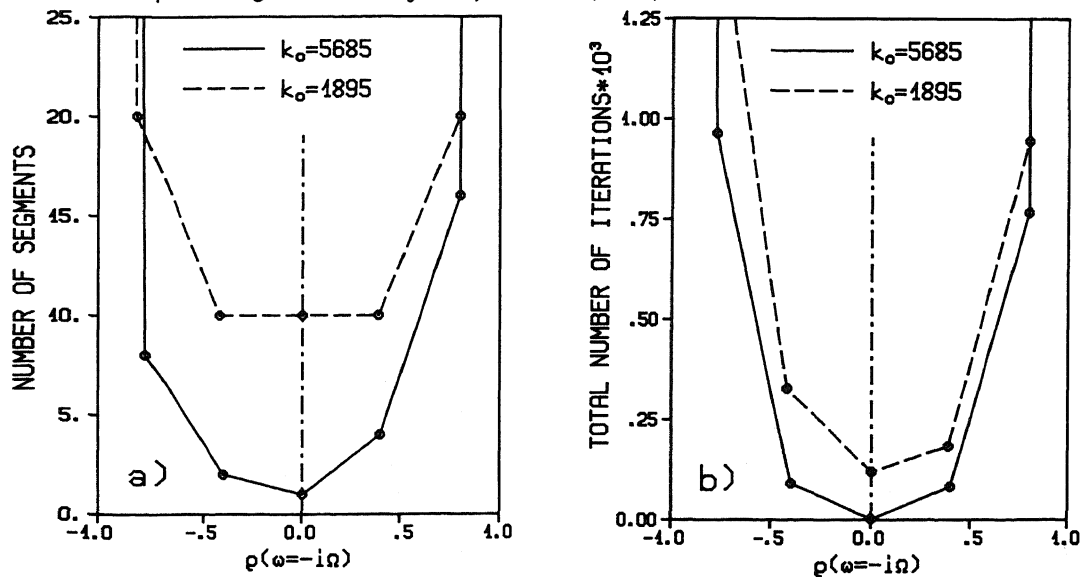 25.
20.
15.
10.
5.
0.
NUMBER OF SEGMENTS
k₀=5685
k₀=1895
a)
-1.0
-.5
0.0
.5
1.0
ρ(ω=-iΩ)
1.25
1.00
.75
.50
.25
0.00
TOTAL NUMBER OF ITERATIONS*10³
k₀=5685
k₀=1895
b)
-1.0
-.5
0.0
.5
1.0
ρ(ω=-iΩ)